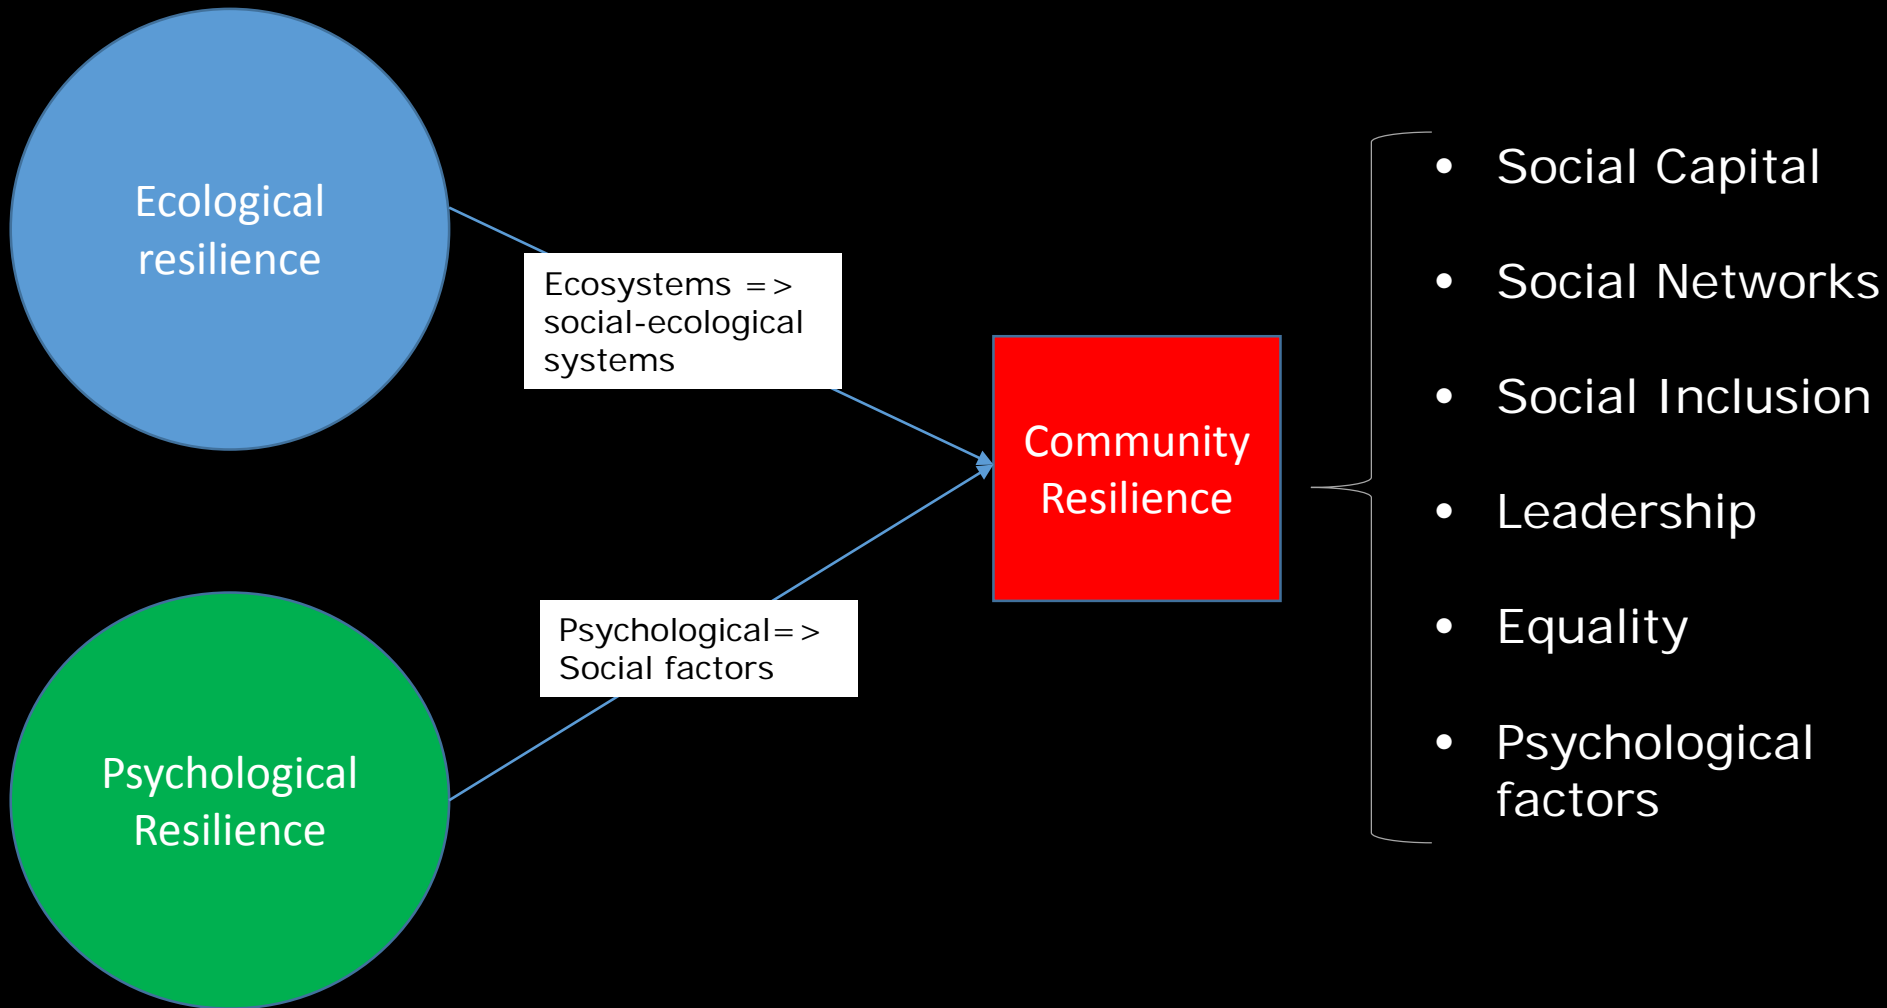 Ecological
resilience
Ecosystems =>
social-ecological
systems
Community
Resilience
Psychological=>
Social factors
Psychological
Resilience
• Social Capital
• Social Networks
• Social Inclusion
• Leadership
• Equality
• Psychological
factors